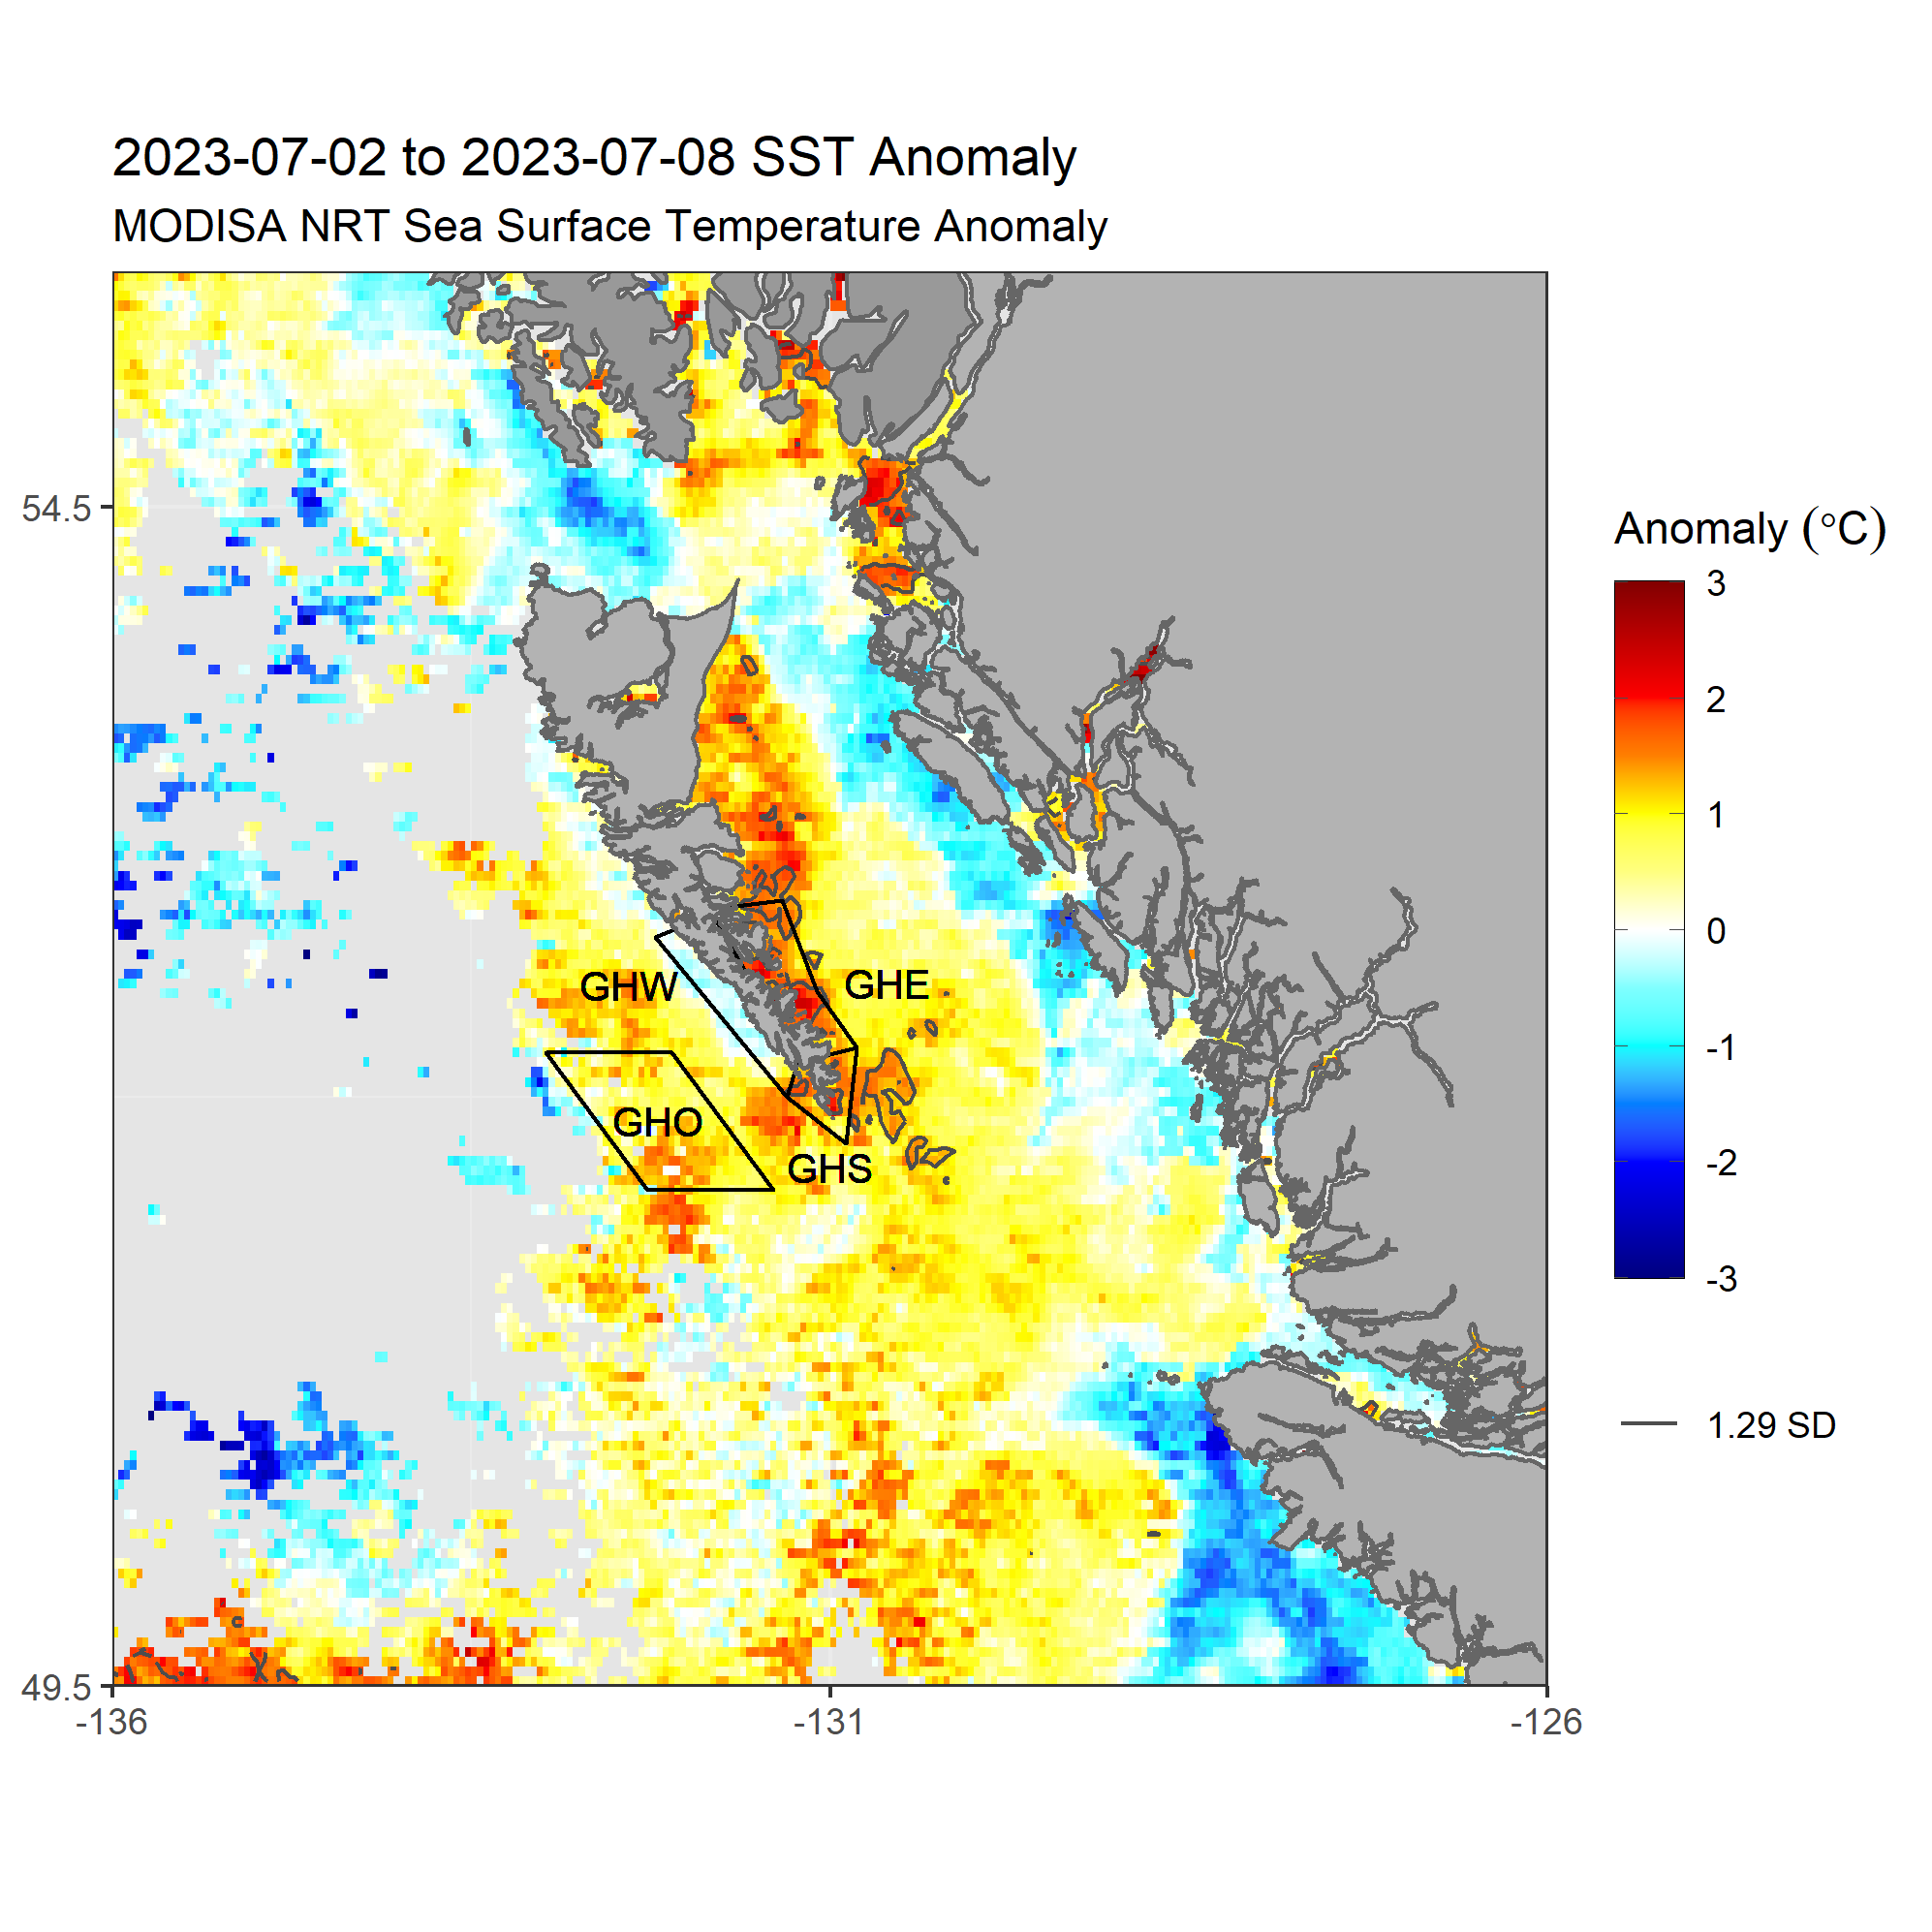 2023-07-02 to 2023-07-08 SST Anomaly
MODISA NRT Sea Surface Temperature Anomaly
54.5
49.5
-136
-131
-126
GHW
GHE
GHO
GHS
Anomaly (°C)
3
2
1
0
-1
-2
-3
1.29 SD